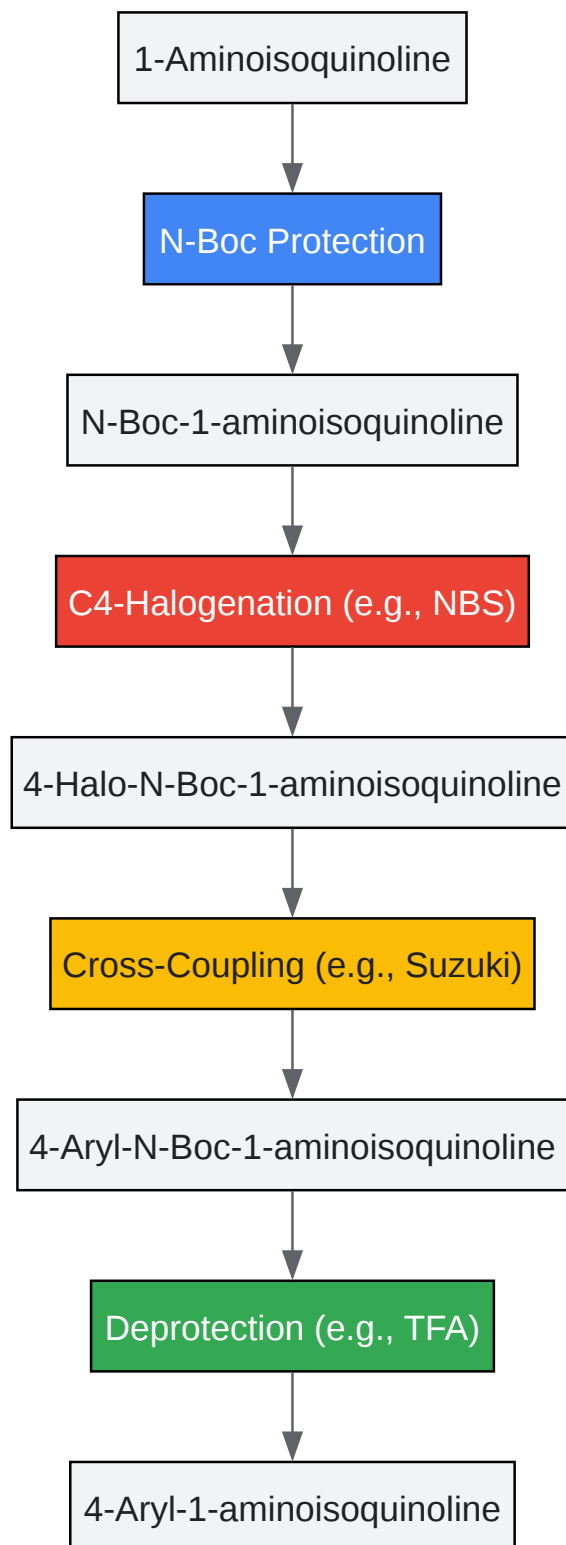 1-Aminoisoquinoline
N-Boc Protection
N-Boc-1-aminoisoquinoline
C4-Halogenation (e.g., NBS)
4-Halo-N-Boc-1-aminoisoquinoline
Cross-Coupling (e.g., Suzuki)
4-Aryl-N-Boc-1-aminoisoquinoline
Deprotection (e.g., TFA)
4-Aryl-1-aminoisoquinoline